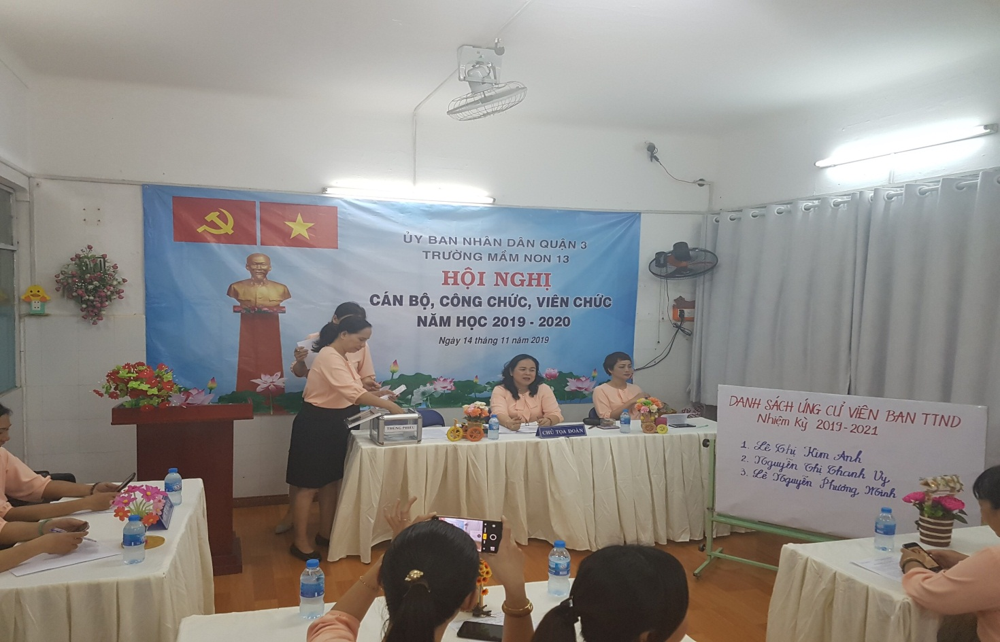 ỦY BAN NHÂN DÂN QUẬN 3
TRƯỜNG MẦM NON 13
HỘI NGHỊ
CÁN BỘ, CÔNG CHỨC, VIÊN CHỨC
NĂM HỌC 2019 - 2020
Ngày 14 tháng 11 năm 2019
THÙNG PHIẾU
CHỦ TỌA ĐOÀN
DANH SÁCH ỨNG CỬ VIÊN BAN TTND
Nhiệm Kỳ 2019-2021
1. Lê Thị Kim Anh
2. Nguyễn Thị Thanh Vy
3. Lê Nguyễn Phương Minh